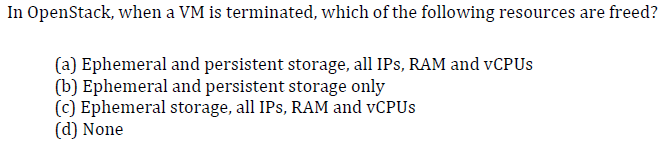 In OpenStack, when a VM is terminated, which of the following resources are freed?
(a) Ephemeral and persistent storage, all IPs, RAM and vCPUs
(b) Ephemeral and persistent storage only
(c) Ephemeral storage, all IPs, RAM and vCPUs
(d) None